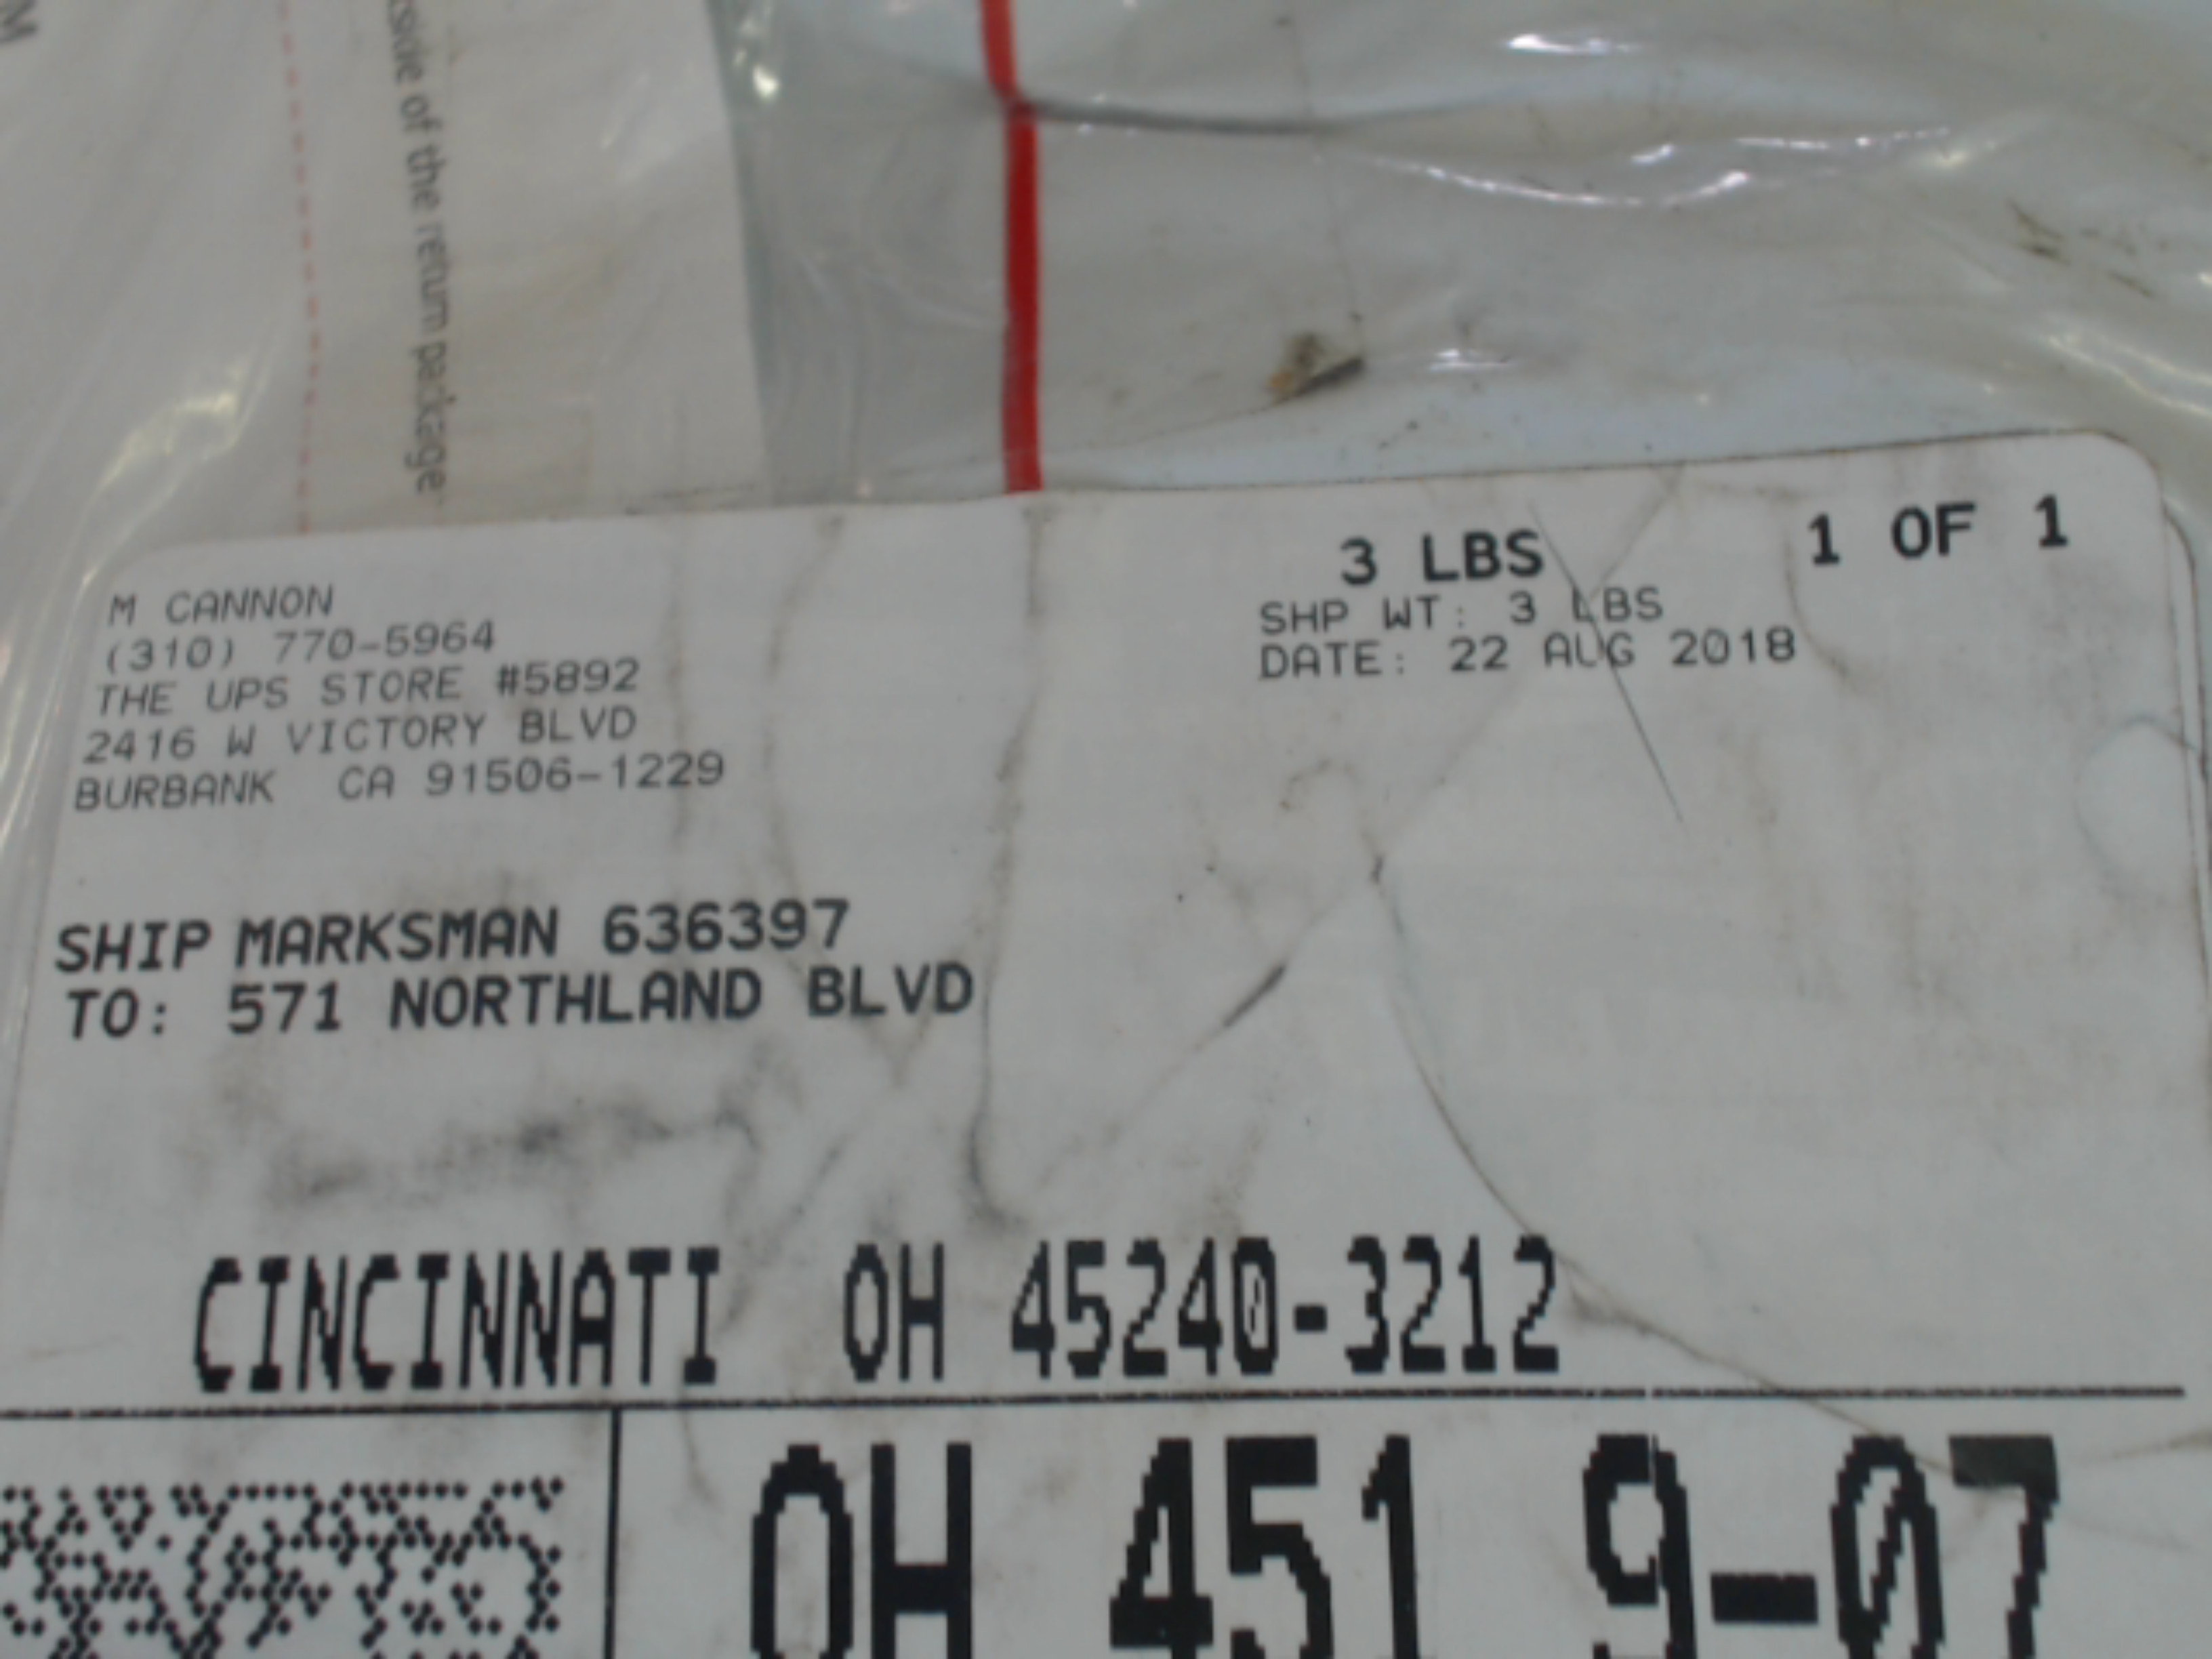 of the return package
M CANNON
(310) 770-5964
THE UPS STORE #5892
2416 W VICTORY BLVD
BURBANK CA 91506-1229
3 LBS 1 OF 1
SHP WT: 3 LBS
DATE: 22 AUG 2018
SHIP MARKSMAN 636397
TO: 571 NORTHLAND BLVD
CINCINNATI OH 45240-3212
OH 451 9-07